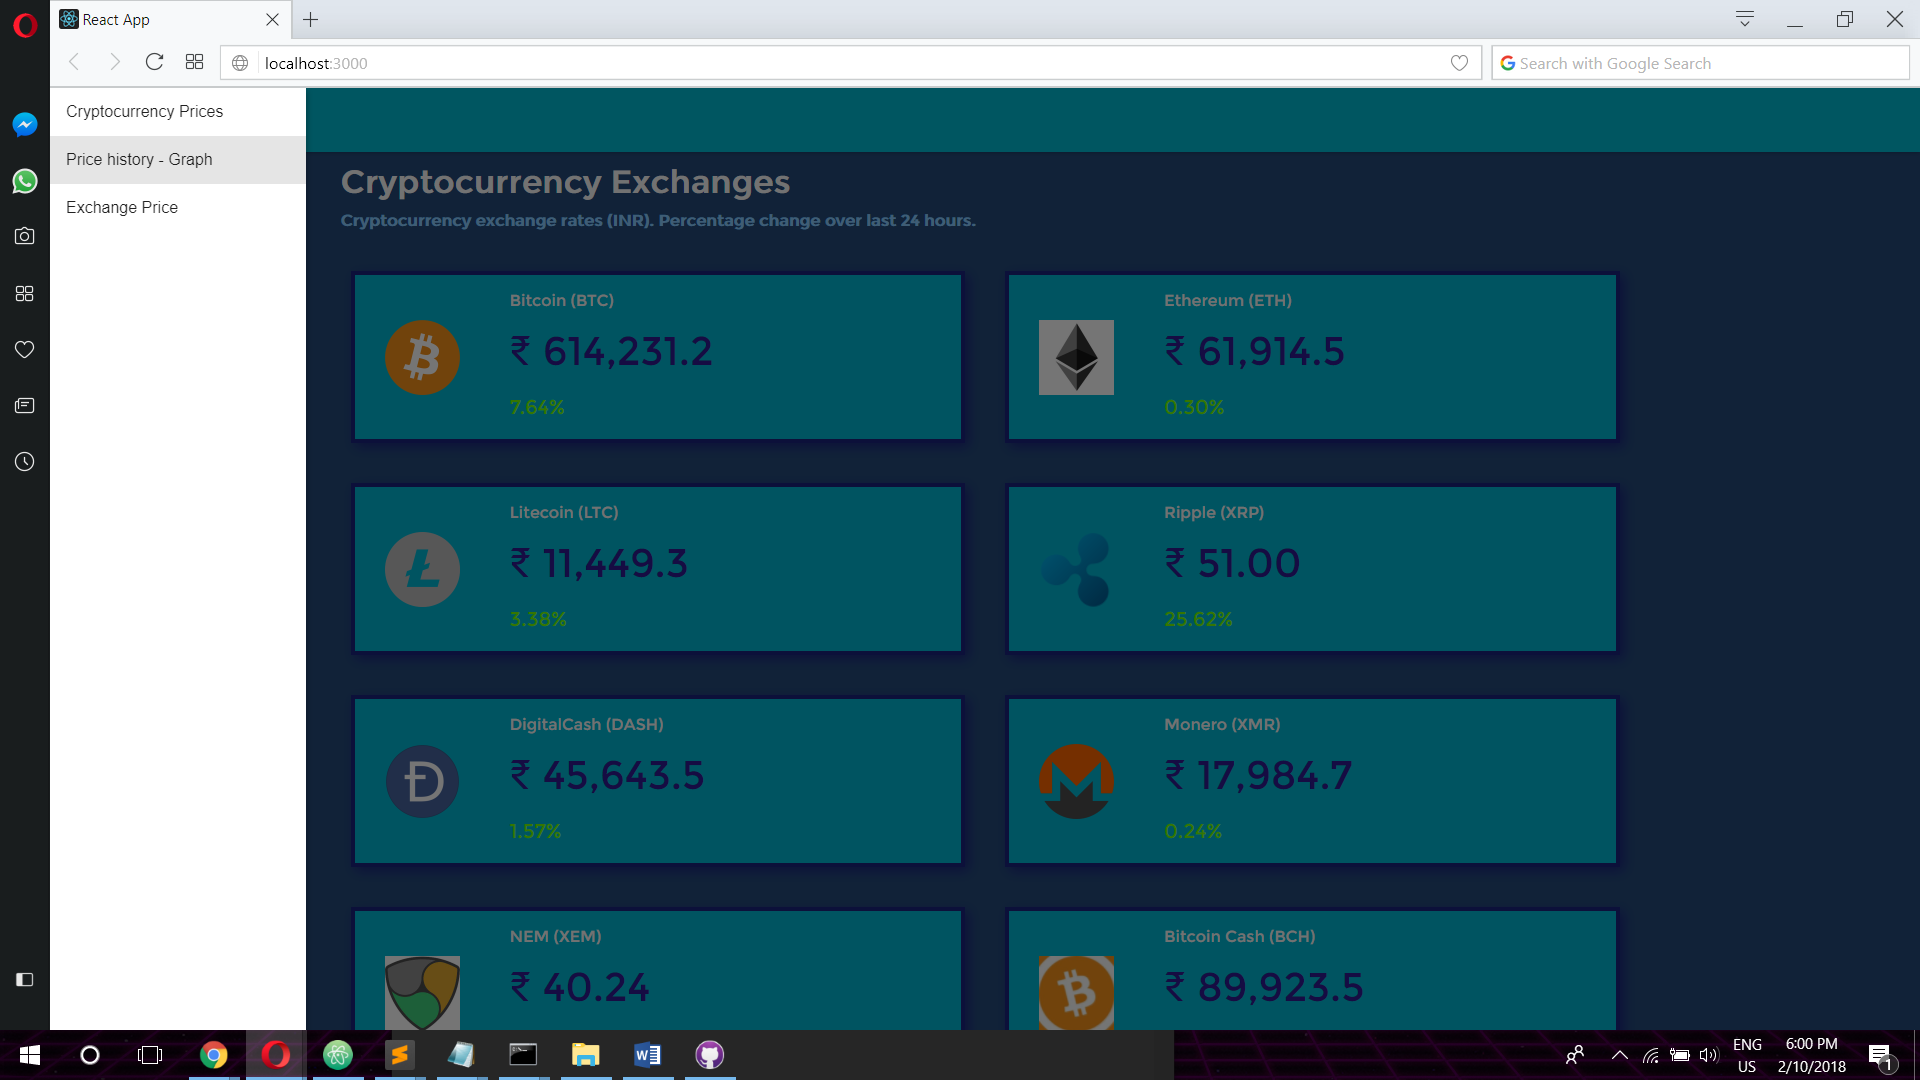 React App
localhost:3000
Search with Google Search
Cryptocurrency Prices
Price history - Graph
Exchange Price
Cryptocurrency Exchanges
Cryptocurrency exchange rates (INR). Percentage change over last 24 hours.
Bitcoin (BTC)
₹ 614,231.2
7.64%
Ethereum (ETH)
₹ 61,914.5
0.30%
Litecoin (LTC)
₹ 11,449.3
3.38%
Ripple (XRP)
₹ 51.00
25.62%
DigitalCash (DASH)
₹ 45,643.5
1.57%
Monero (XMR)
₹ 17,984.7
0.24%
NEM (XEM)
₹ 40.24
Bitcoin Cash (BCH)
₹ 89,923.5
ENG
US
6:00 PM
2/10/2018
1